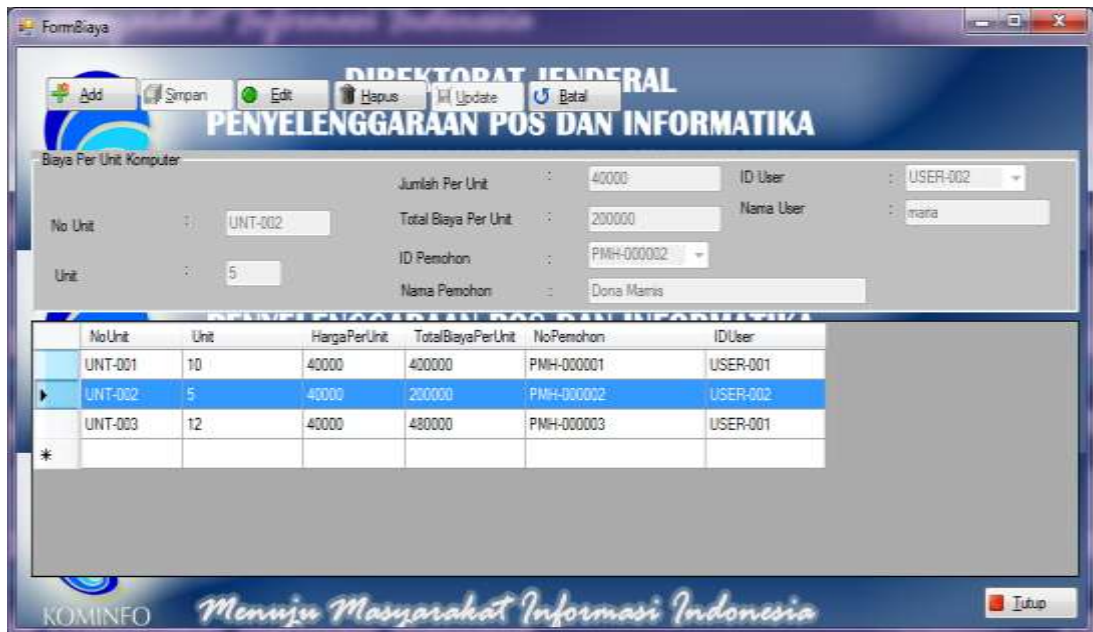 FormBiaya
DIREKTORAT JENDERAL
Add Simpan Edit Hapus Update Batal
PENYELENGGARAAN POS DAN INFORMATIKA
Biaya Per Unit Komputer
Jumlah Per Unit : 40000 ID User : USER-002
No Unit : UNT-002 Total Biaya Per Unit : 200000 Nama User : maria
ID Pemohon : PMH-000002
Unit : 5
Nama Pemohon : Dona Mamis
PENYELENGGARAAN POS DAN INFORMATIKA
NoUnit Unit HargaPerUnit TotalBiayaPerUnit NoPemohon IDUser
UNT-001 10 40000 400000 PMH-000001 USER-001
UNT-002 5 40000 200000 PMH-000002 USER-002
UNT-003 12 40000 480000 PMH-000003 USER-001
KOMINFO Menuju Masyarakat Informasi Indonesia Tutup